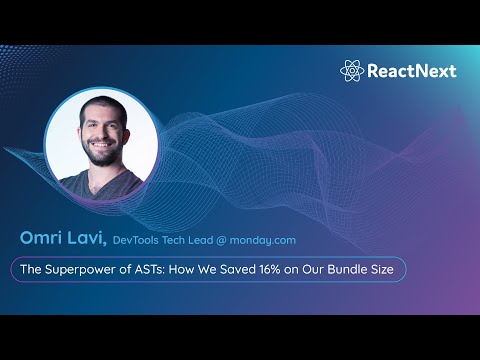 ReactNext
Omri Lavi, DevTools Tech Lead @ monday.com
The Superpower of ASTs: How We Saved 16% on Our Bundle Size